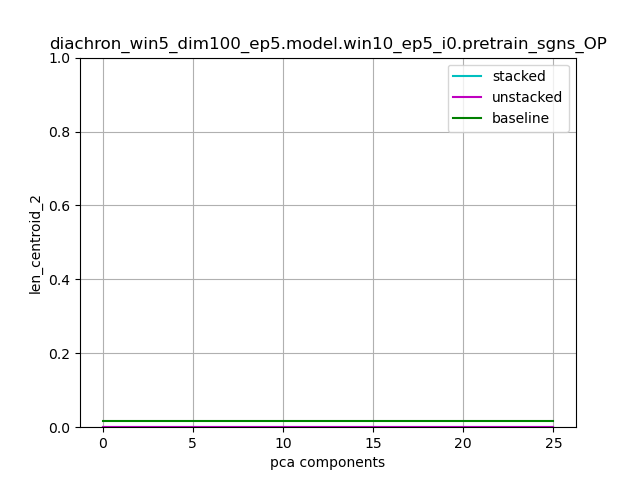 diachron_win5_dim100_ep5.model.win10_ep5_i0.pretrain_sgns_OP
stacked
unstacked
baseline
len_centroid_2
1.0
0.8
0.6
0.4
0.2
0.0
0 5 10 15 20 25
pca components